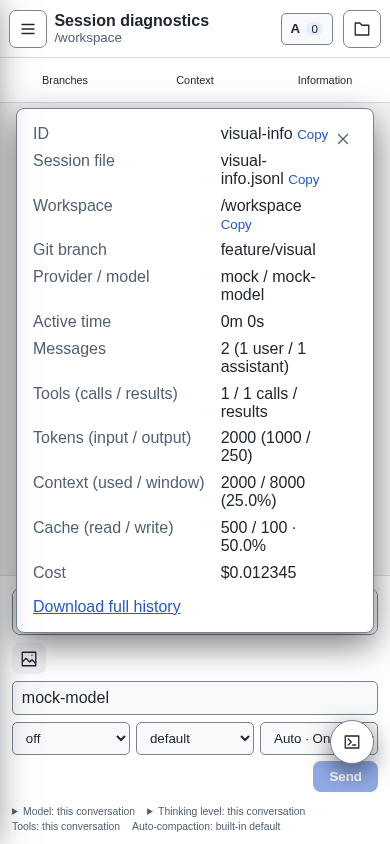 Session diagnostics
/workspace
A 0
Branches Context Information
ID visual-info Copy
Session file visual-
info.jsonl Copy
Workspace /workspace
Copy
Git branch feature/visual
Provider / model mock / mock-
model
Active time 0m 0s
Messages 2 (1 user / 1
assistant)
Tools (calls / results) 1 / 1 calls /
results
Tokens (input / output) 2000 (1000 /
250)
Context (used / window) 2000 / 8000
(25.0%)
Cache (read / write) 500 / 100 ·
50.0%
Cost $0.012345
Download full history
mock-model
off default Auto · On
Send
Model: this conversation Thinking level: this conversation
Tools: this conversation Auto-compaction: built-in default